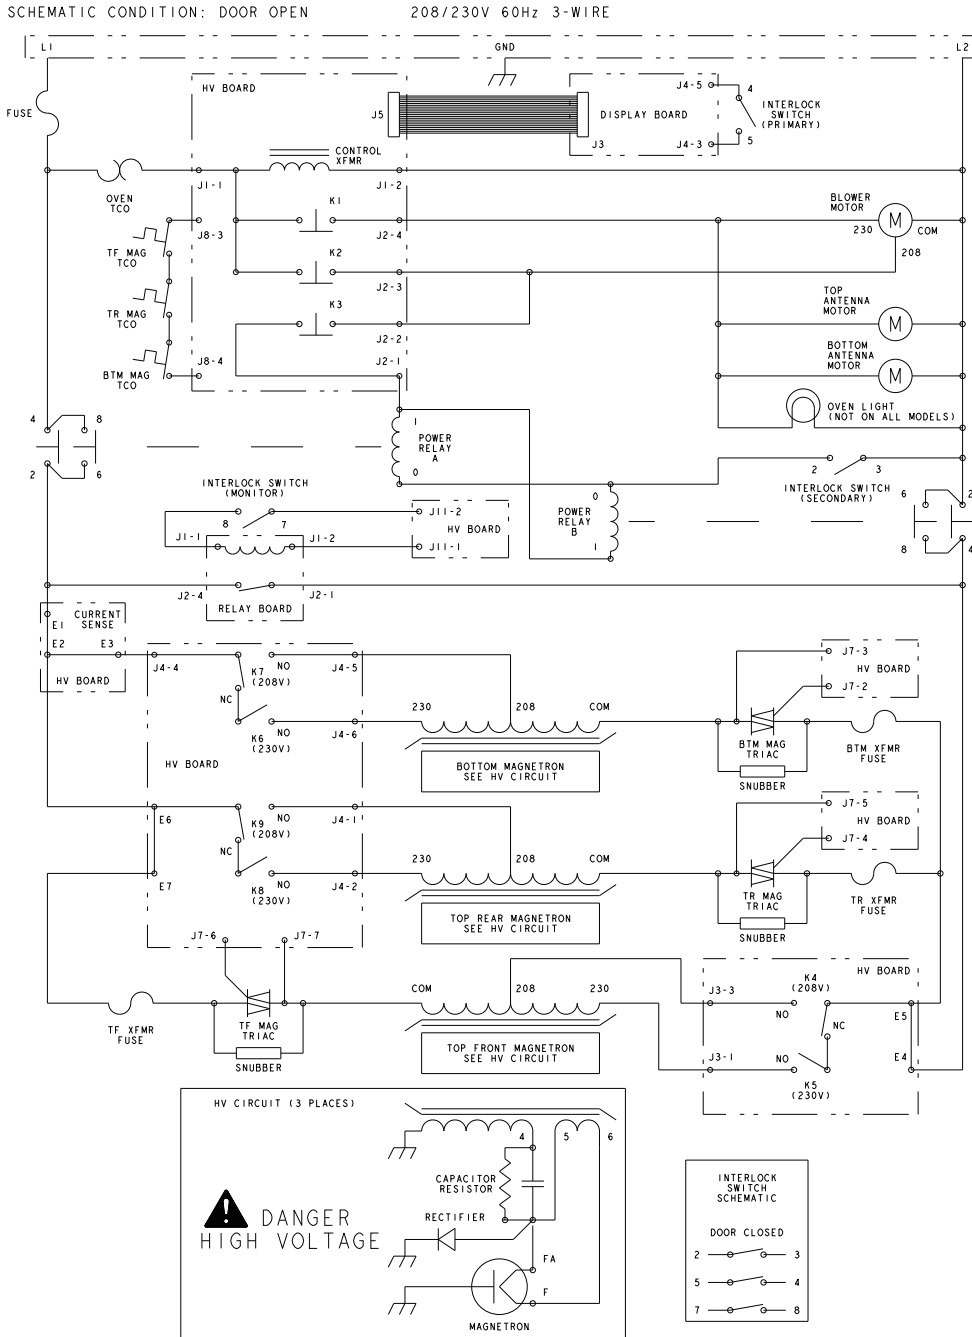 SCHEMATIC CONDITION: DOOR OPEN
208/230V 60Hz 3-WIRE
L1
GND
L2
HV BOARD
J5
FUSE
DISPLAY BOARD
J3
J4-5
J4-3
4
5
INTERLOCK
SWITCH
(PRIMARY)
CONTROL
XFMR
OVEN
TCO
J1-1
J1-2
K1
J8-3
J2-4
BLOWER
MOTOR
230
M
COM
208
TF MAG
TCO
K2
J2-3
TR MAG
TCO
K3
J2-2
TOP
ANTENNA
MOTOR
M
BTM MAG
TCO
J8-4
J2-1
BOTTOM
ANTENNA
MOTOR
M
OVEN LIGHT
(NOT ON ALL MODELS)
4
8
2
6
1
POWER
RELAY
A
0
INTERLOCK SWITCH
(MONITOR)
8
7
J11-2
HV BOARD
J11-1
0
POWER
RELAY
B
1
2
3
INTERLOCK SWITCH
(SECONDARY)
6
2
8
4
J1-1
J1-2
J2-4
J2-1
RELAY BOARD
E1
CURRENT
SENSE
E2
E3
HV BOARD
J4-4
K7
(208V)
NO
J4-5
NC
K6
(230V)
NO
J4-6
HV BOARD
230
208
COM
BOTTOM MAGNETRON
SEE HV CIRCUIT
J7-3
HV BOARD
J7-2
BTM MAG
TRIAC
BTM XFMR
FUSE
SNUBBER
E6
K9
(208V)
NO
J4-1
NC
K8
(230V)
NO
J4-2
E7
230
208
COM
TOP REAR MAGNETRON
SEE HV CIRCUIT
J7-5
HV BOARD
J7-4
TR MAG
TRIAC
TR XFMR
FUSE
SNUBBER
J7-6
J7-7
TF XFMR
FUSE
TF MAG
TRIAC
SNUBBER
COM
208
230
TOP FRONT MAGNETRON
SEE HV CIRCUIT
HV BOARD
J3-3
K4
(208V)
NO
E5
NC
J3-1
NO
K5
(230V)
E4
HV CIRCUIT (3 PLACES)
4
5
6
CAPACITOR
RESISTOR
RECTIFIER
FA
F
MAGNETRON
!
DANGER
HIGH VOLTAGE
INTERLOCK
SWITCH
SCHEMATIC
DOOR CLOSED
2 3
5 4
7 8